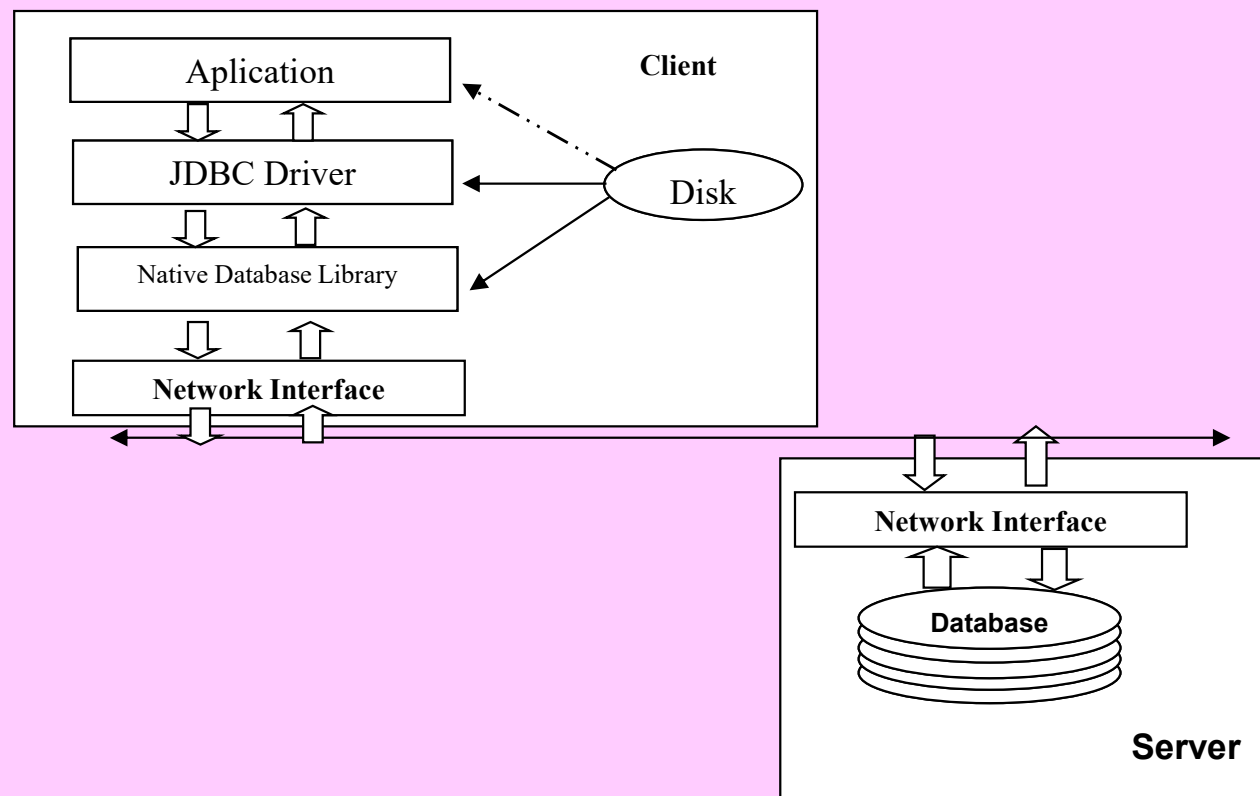 Aplication
Client
JDBC Driver
Disk
Native Database Library
Network Interface
Network Interface
Database
Server